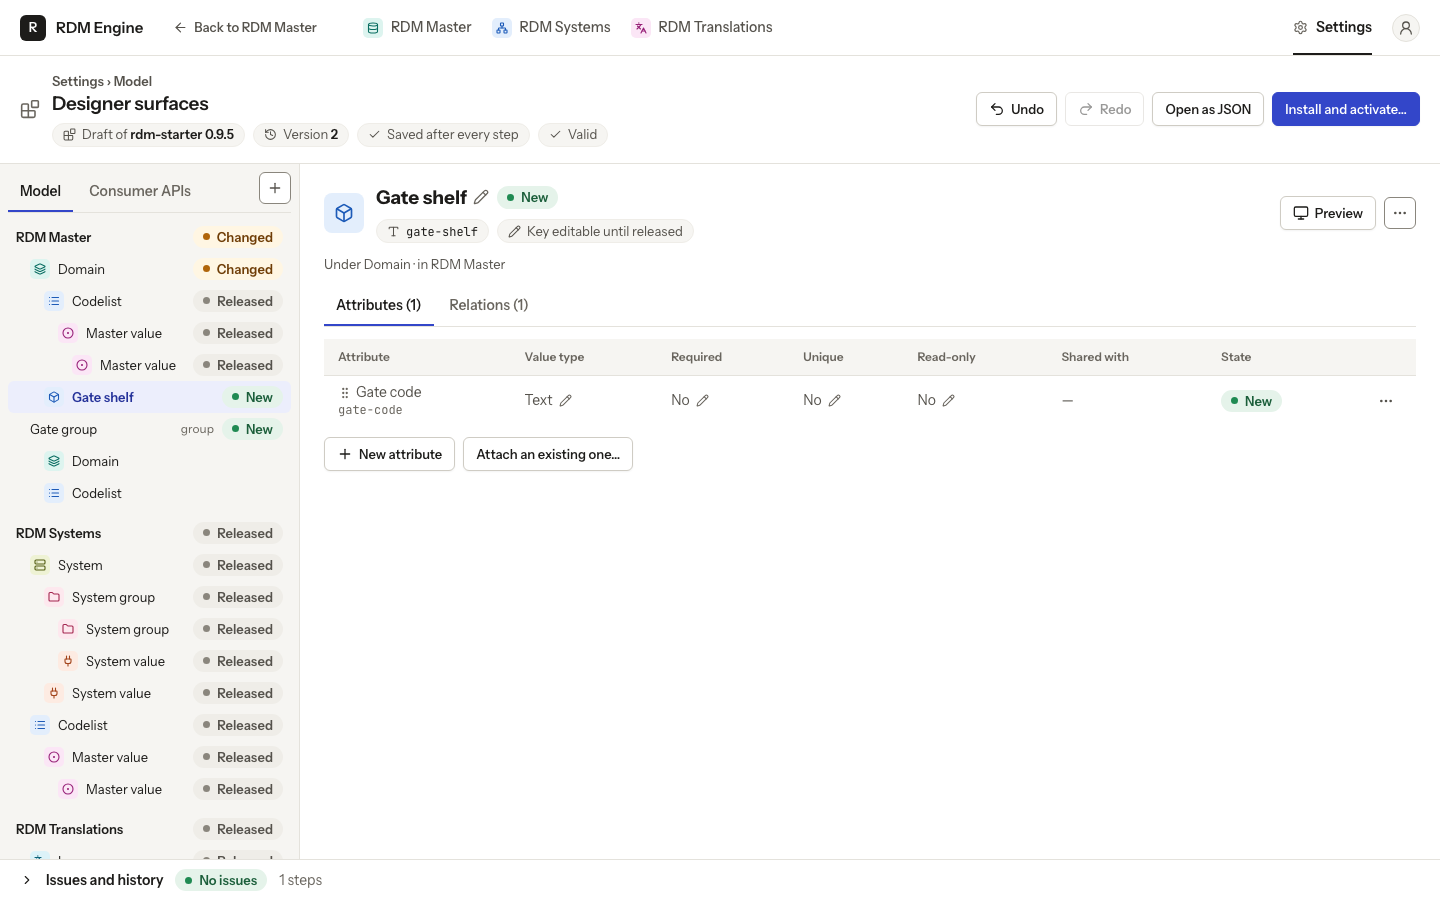 R RDM Engine Back to RDM Master RDM Master RDM Systems RDM Translations Settings
Settings › Model
Designer surfaces
Draft of rdm-starter 0.9.5 Version 2 Saved after every step Valid
Undo Redo Open as JSON Install and activate...
Model Consumer APIs
RDM Master Changed
Domain Changed
Codelist Released
Master value Released
Master value Released
Gate shelf New
Gate group group New
Domain
Codelist
RDM Systems Released
System Released
System group Released
System group Released
System value Released
System value Released
Codelist Released
Master value Released
Master value Released
RDM Translations Released
Gate shelf New
gate-shelf Key editable until released
Preview
Under Domain · in RDM Master
Attributes (1) Relations (1)
Attribute Value type Required Unique Read-only Shared with State
Gate code Text No No No — New
gate-code
New attribute Attach an existing one...
Issues and history No issues 1 steps